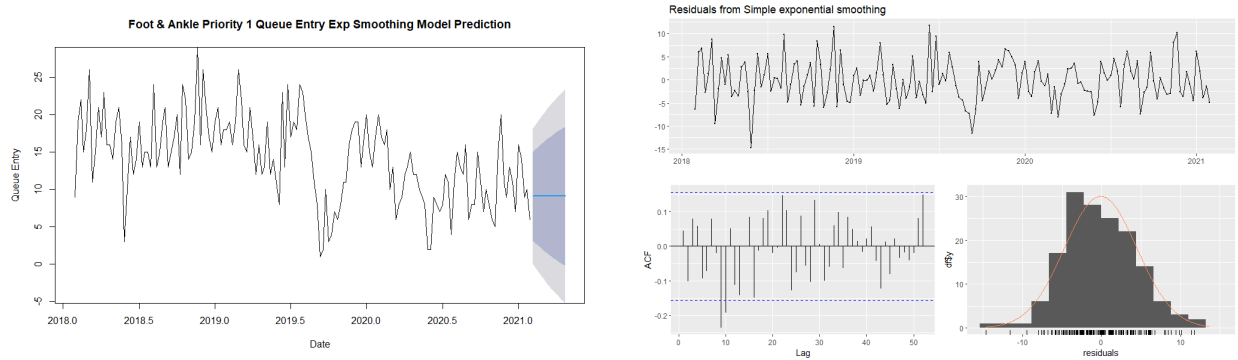 Foot & Ankle Priority 1 Queue Entry Exp Smoothing Model Prediction
Queue Entry
25
20
15
10
5
0
-5
2018.0 2018.5 2019.0 2019.5 2020.0 2020.5 2021.0
Date
Residuals from Simple exponential smoothing
10
5
0
-5
-10
-15
2018 2019 2020 2021
ACF
0.1
0.0
-0.1
-0.2
0 10 20 30 40 50
Lag
df$y
30
20
10
0
-10 0 10
residuals